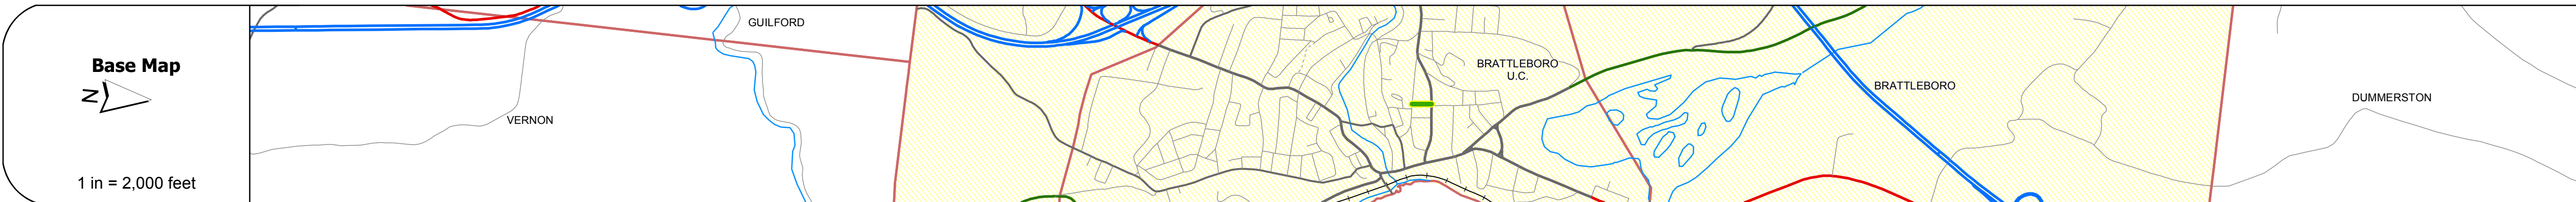 Base Map
N
1 in = 2,000 feet
VERNON
GUILFORD
BRATTLEBORO
U.C.
BRATTLEBORO
DUMMERSTON